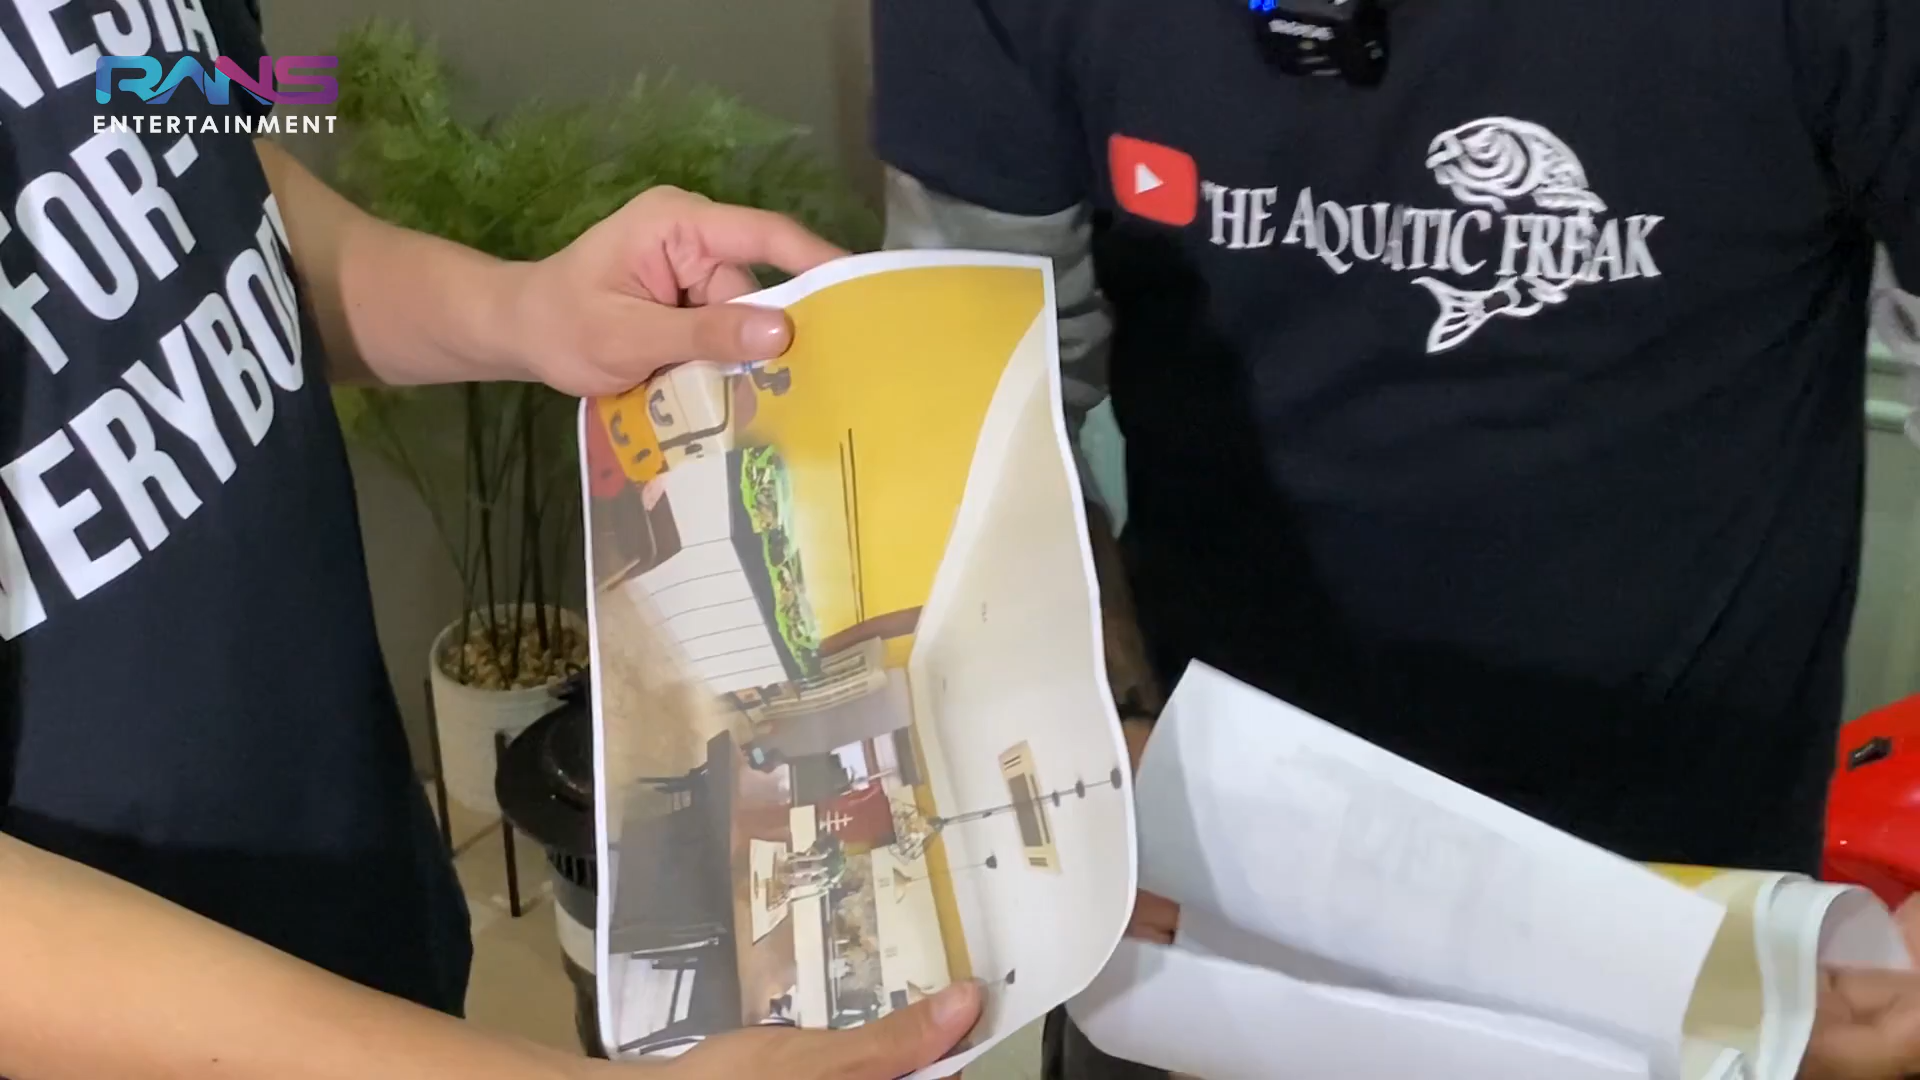 RANS
ENTERTAINMENT
NESIA
FOR-
VERYBOD
THE AQUATIC FREAK